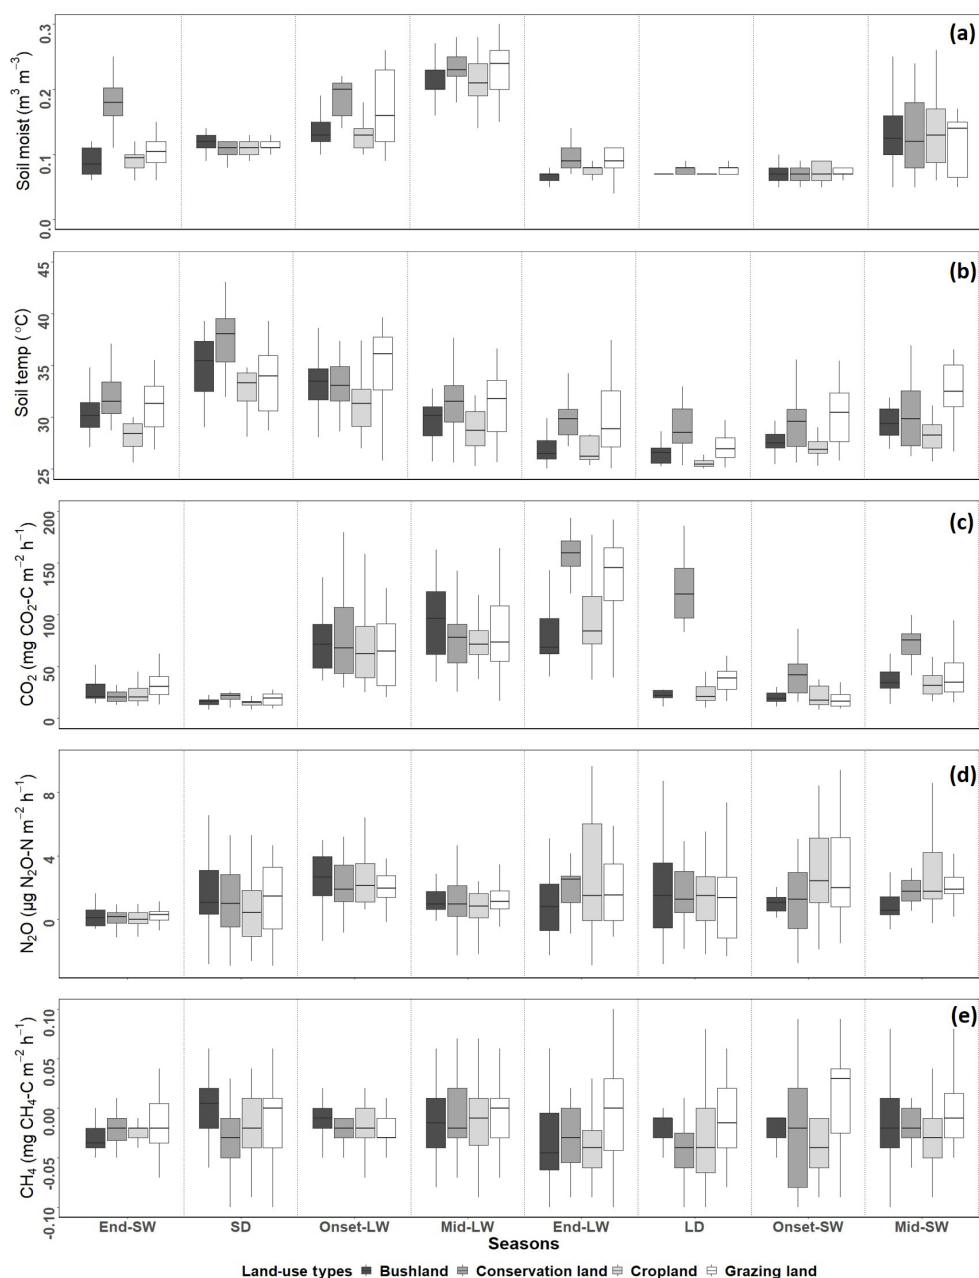 (a)
Soil moist (m³ m⁻³)
0.3
0.2
0.1
0.0
(b)
Soil temp (°C)
45
40
35
30
25
(c)
CO₂ (mg CO₂-C m⁻² h⁻¹)
200
150
100
50
0
(d)
N₂O (µg N₂O-N m⁻² h⁻¹)
8
4
0
(e)
CH₄ (mg CH₄-C m⁻² h⁻¹)
0.10
0.05
0.00
-0.05
-0.10
End-SW SD Onset-LW Mid-LW End-LW LD Onset-SW Mid-SW
Seasons
Land-use types Bushland Conservation land Cropland Grazing land